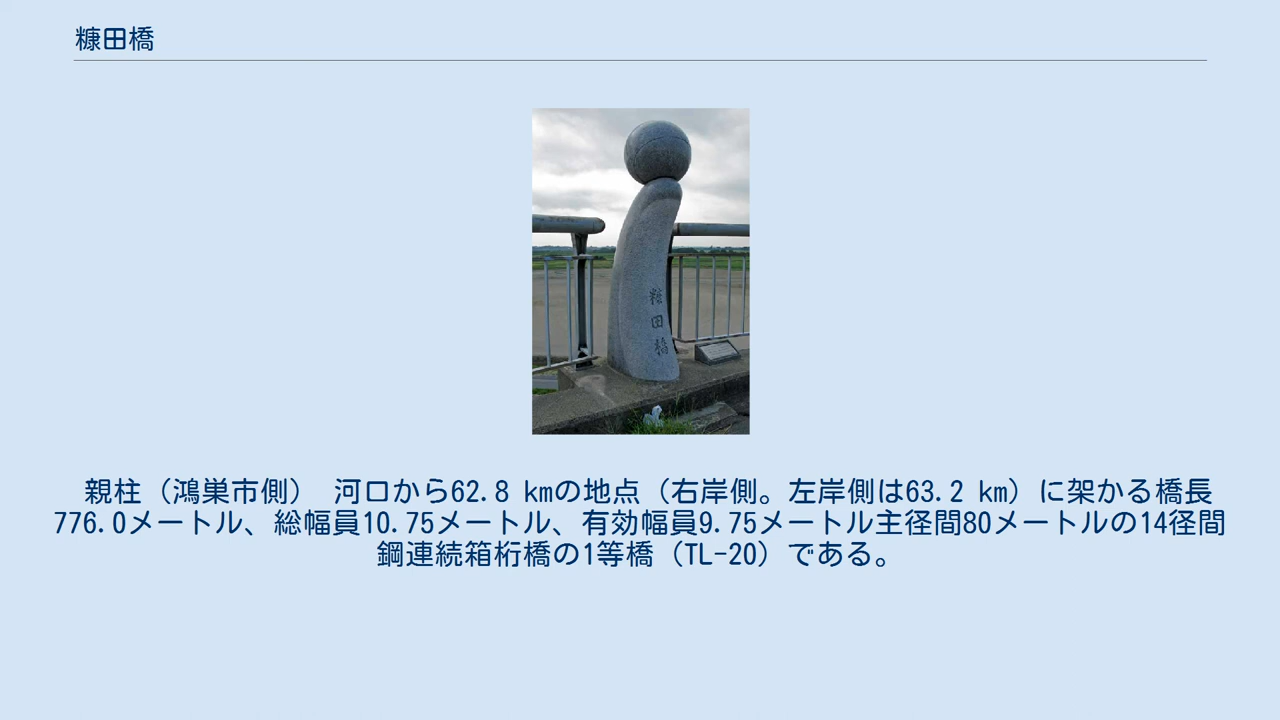 糠田橋
糠田橋
親柱（鴻巣市側） 河口から62.8 kmの地点（右岸側。左岸側は63.2 km）に架かる橋長
776.0メートル、総幅員10.75メートル、有効幅員9.75メートル主径間80メートルの14径間
鋼連続箱桁橋の1等橋（TL-20）である。